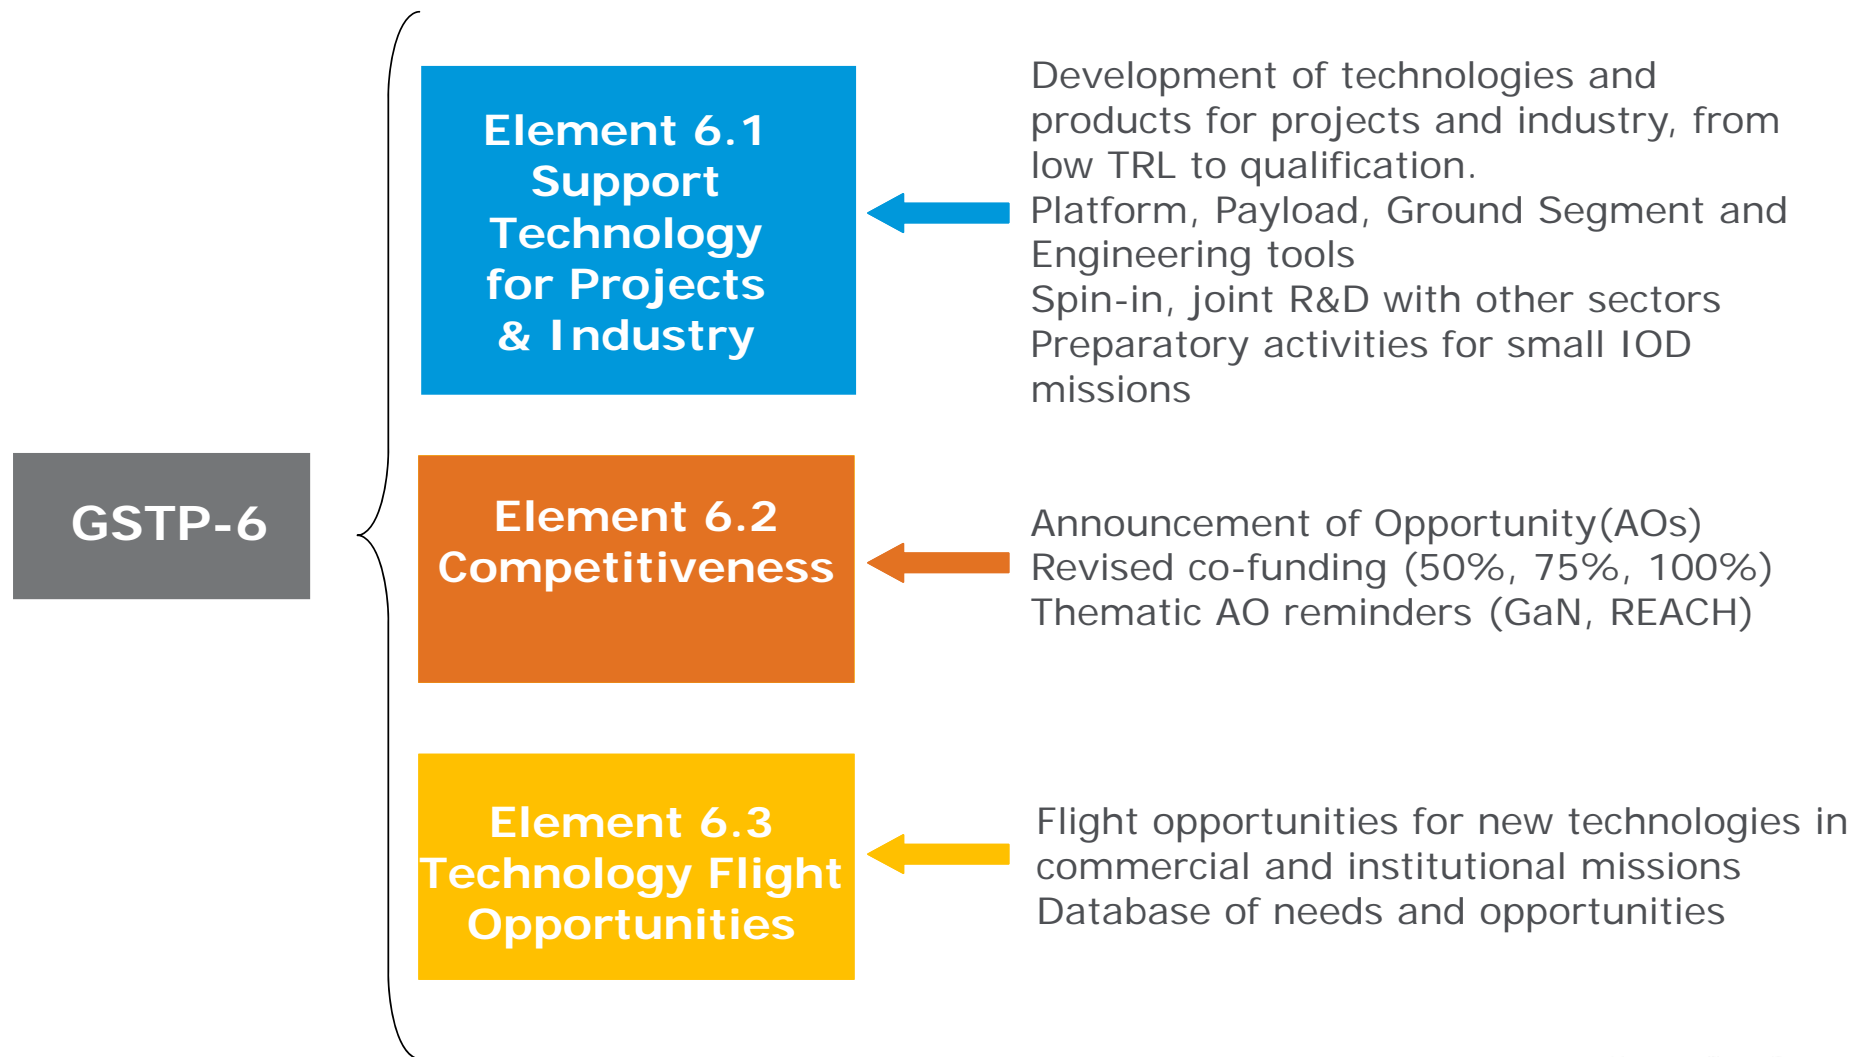 GSTP-6
Element 6.1
Support
Technology
for Projects
& Industry
Development of technologies and
products for projects and industry, from
low TRL to qualification.
Platform, Payload, Ground Segment and
Engineering tools
Spin-in, joint R&D with other sectors
Preparatory activities for small IOD
missions
Element 6.2
Competitiveness
Announcement of Opportunity(AOs)
Revised co-funding (50%, 75%, 100%)
Thematic AO reminders (GaN, REACH)
Element 6.3
Technology Flight
Opportunities
Flight opportunities for new technologies in
commercial and institutional missions
Database of needs and opportunities